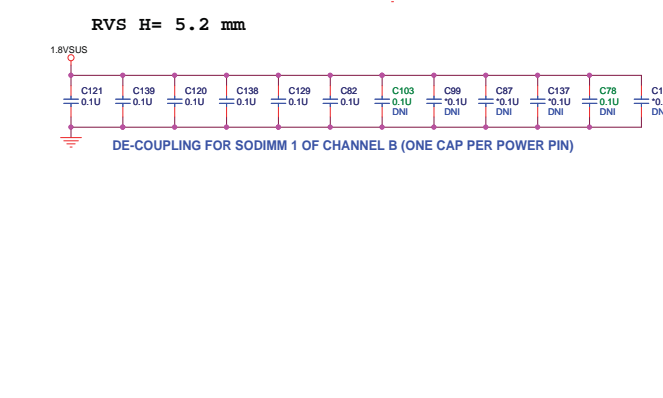 RVS H= 5.2 mm
1.8VSUS
C121 C139 C120 C138 C129 C82 C103 C99 C87 C137 C78
0.1U 0.1U 0.1U 0.1U 0.1U 0.1U 0.1U *0.1U *0.1U *0.1U 0.1U
DNI DNI DNI DNI DNI
DE-COUPLING FOR SODIMM 1 OF CHANNEL B (ONE CAP PER POWER PIN)